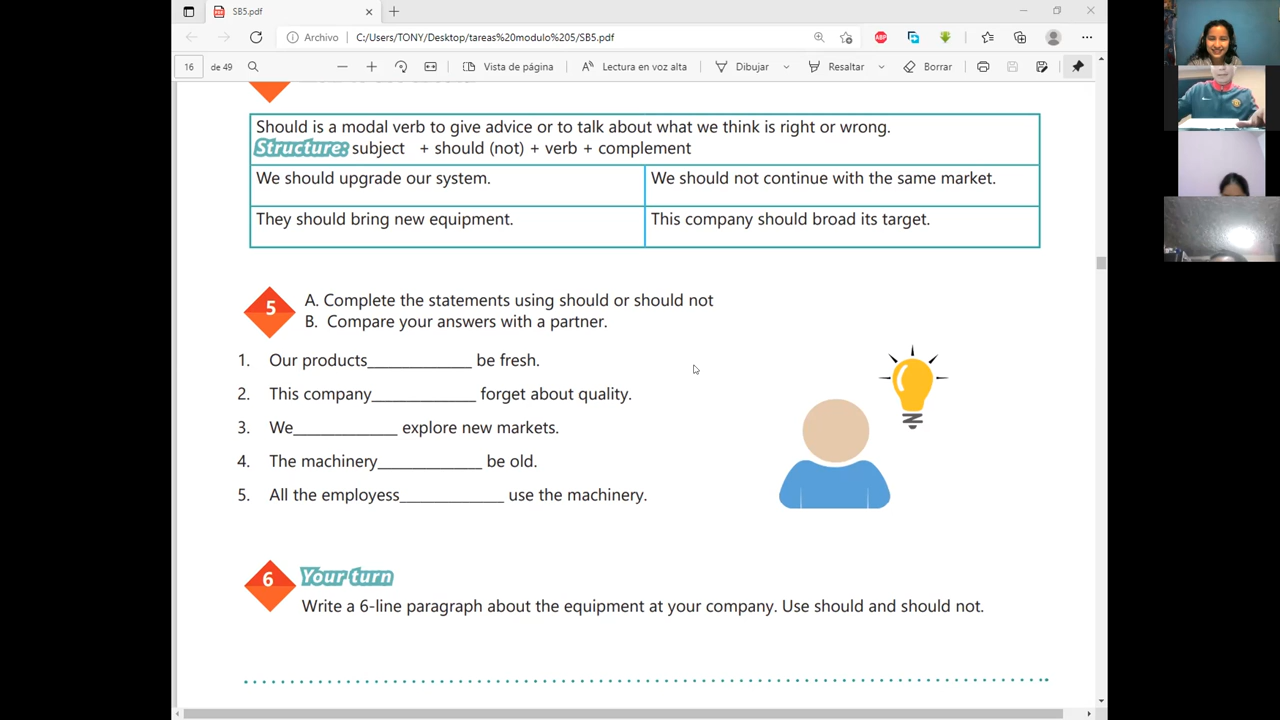 SB5.pdf
Archivo C:/Users/TONY/Desktop/tareas%20modulo%205/SB5.pdf
ABP
16 de 49 Vista de página Lectura en voz alta Dibujar Resaltar Borrar
Should is a modal verb to give advice or to talk about what we think is right or wrong.
Structure: subject + should (not) + verb + complement
We should upgrade our system. We should not continue with the same market.
They should bring new equipment. This company should broad its target.
5
A. Complete the statements using should or should not
B. Compare your answers with a partner.
1. Our products____________ be fresh.
2. This company____________ forget about quality.
3. We____________ explore new markets.
4. The machinery____________ be old.
5. All the employess____________ use the machinery.
6 Your turn
Write a 6-line paragraph about the equipment at your company. Use should and should not.